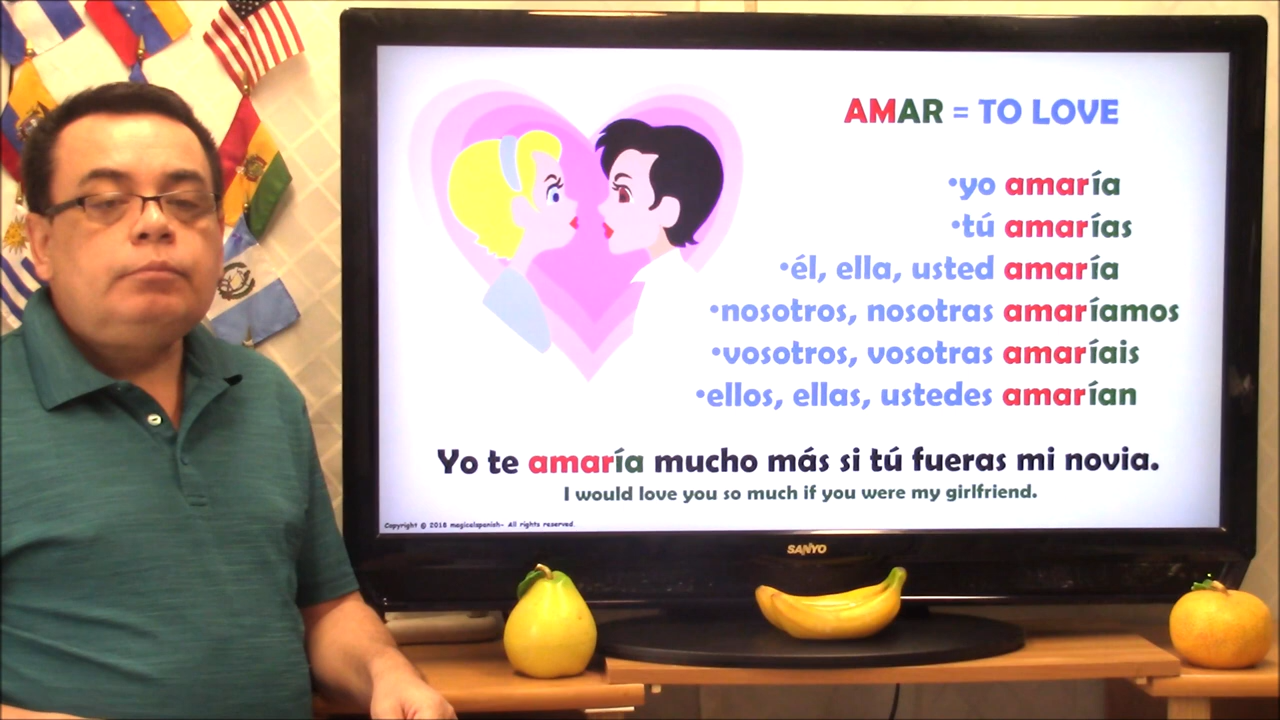 AMAR = TO LOVE
•yo amaría
•tú amarías
•él, ella, usted amaría
•nosotros, nosotras amaríamos
•vosotros, vosotras amaríais
•ellos, ellas, ustedes amarían
Yo te amaría mucho más si tú fueras mi novia.
I would love you so much if you were my girlfriend.
Copyright © 2018 magicalspanish- All rights reserved.
SANYO